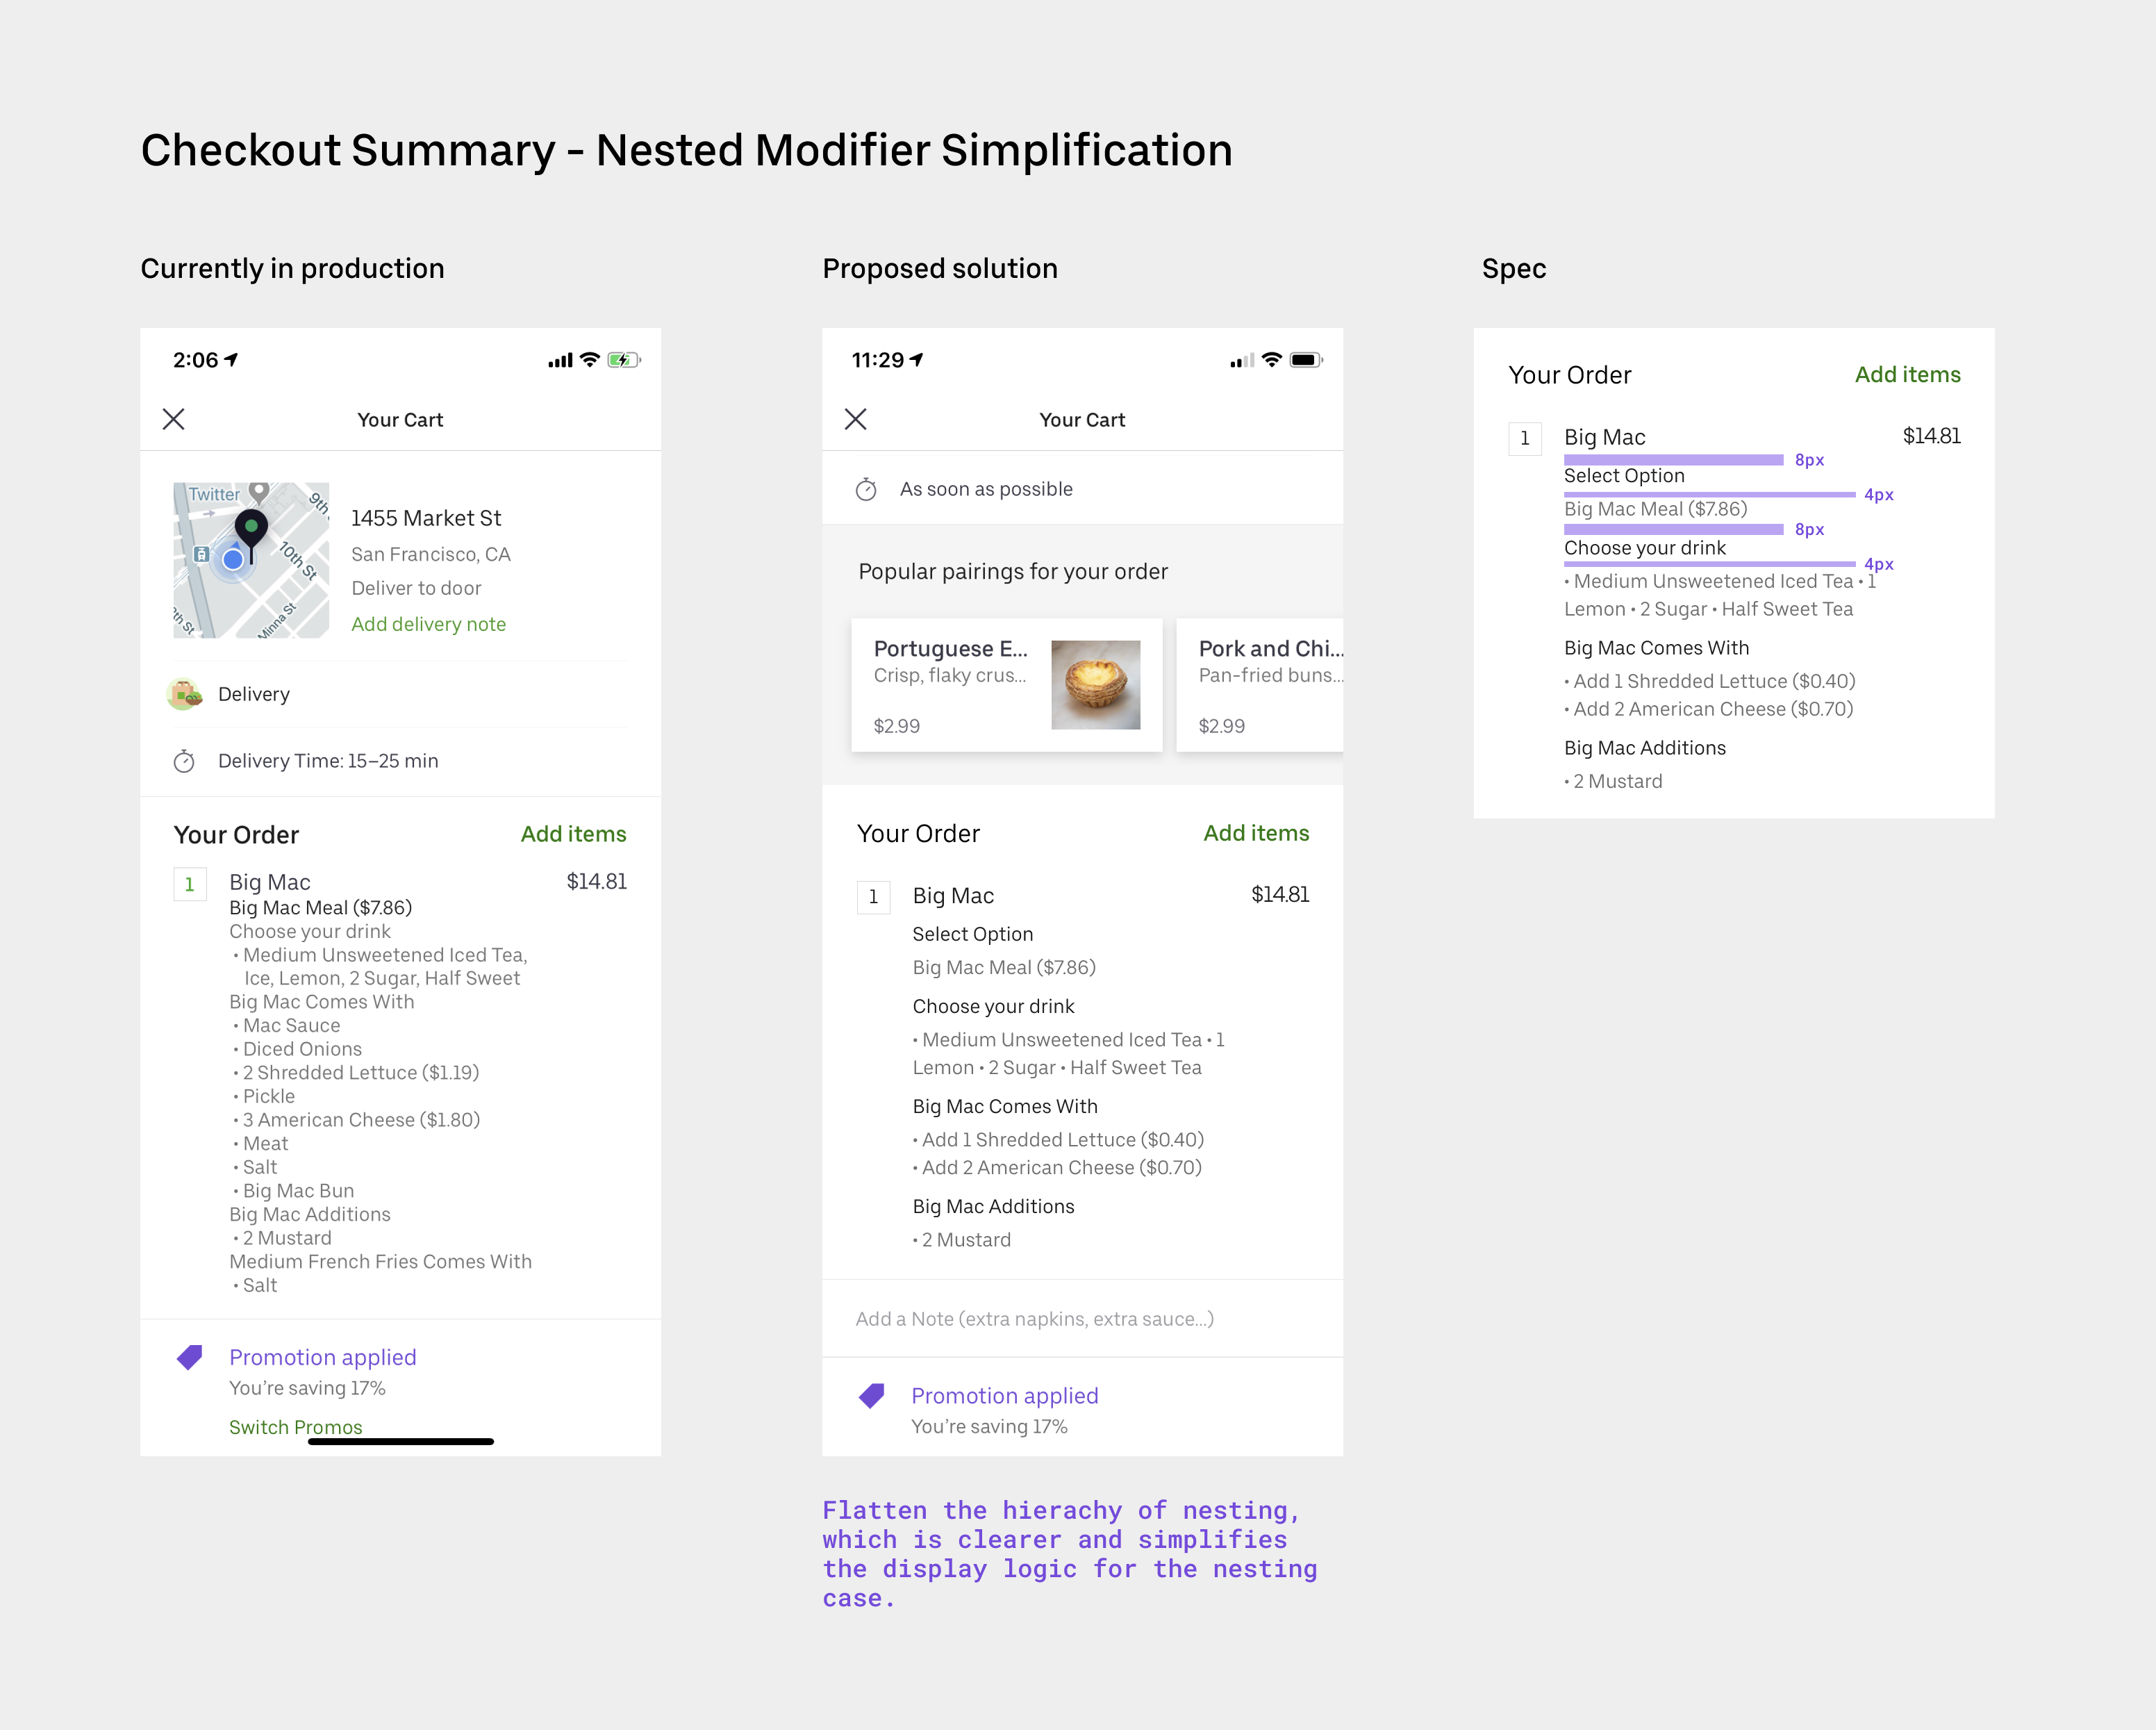 Checkout Summary - Nested Modifier Simplification
Currently in production
2:06
Your Cart
Twitter
9th
10th St
Minna St
9th St
1455 Market St
San Francisco, CA
Deliver to door
Add delivery note
Delivery
Delivery Time: 15–25 min
Your Order
Add items
1
Big Mac
$14.81
Big Mac Meal ($7.86)
Choose your drink
• Medium Unsweetened Iced Tea,
Ice, Lemon, 2 Sugar, Half Sweet
Big Mac Comes With
• Mac Sauce
• Diced Onions
• 2 Shredded Lettuce ($1.19)
• Pickle
• 3 American Cheese ($1.80)
• Meat
• Salt
• Big Mac Bun
Big Mac Additions
• 2 Mustard
Medium French Fries Comes With
• Salt
Promotion applied
You’re saving 17%
Switch Promos
Proposed solution
11:29
Your Cart
As soon as possible
Popular pairings for your order
Portuguese E...
Crisp, flaky crus...
$2.99
Pork and Chi...
Pan-fried buns...
$2.99
Your Order
Add items
1
Big Mac
$14.81
Select Option
Big Mac Meal ($7.86)
Choose your drink
• Medium Unsweetened Iced Tea • 1
Lemon • 2 Sugar • Half Sweet Tea
Big Mac Comes With
• Add 1 Shredded Lettuce ($0.40)
• Add 2 American Cheese ($0.70)
Big Mac Additions
• 2 Mustard
Add a Note (extra napkins, extra sauce...)
Promotion applied
You’re saving 17%
Flatten the hierachy of nesting,
which is clearer and simplifies
the display logic for the nesting
case.
Spec
Your Order
Add items
1
Big Mac
$14.81
8px
Select Option
4px
Big Mac Meal ($7.86)
8px
Choose your drink
4px
• Medium Unsweetened Iced Tea • 1
Lemon • 2 Sugar • Half Sweet Tea
Big Mac Comes With
• Add 1 Shredded Lettuce ($0.40)
• Add 2 American Cheese ($0.70)
Big Mac Additions
• 2 Mustard